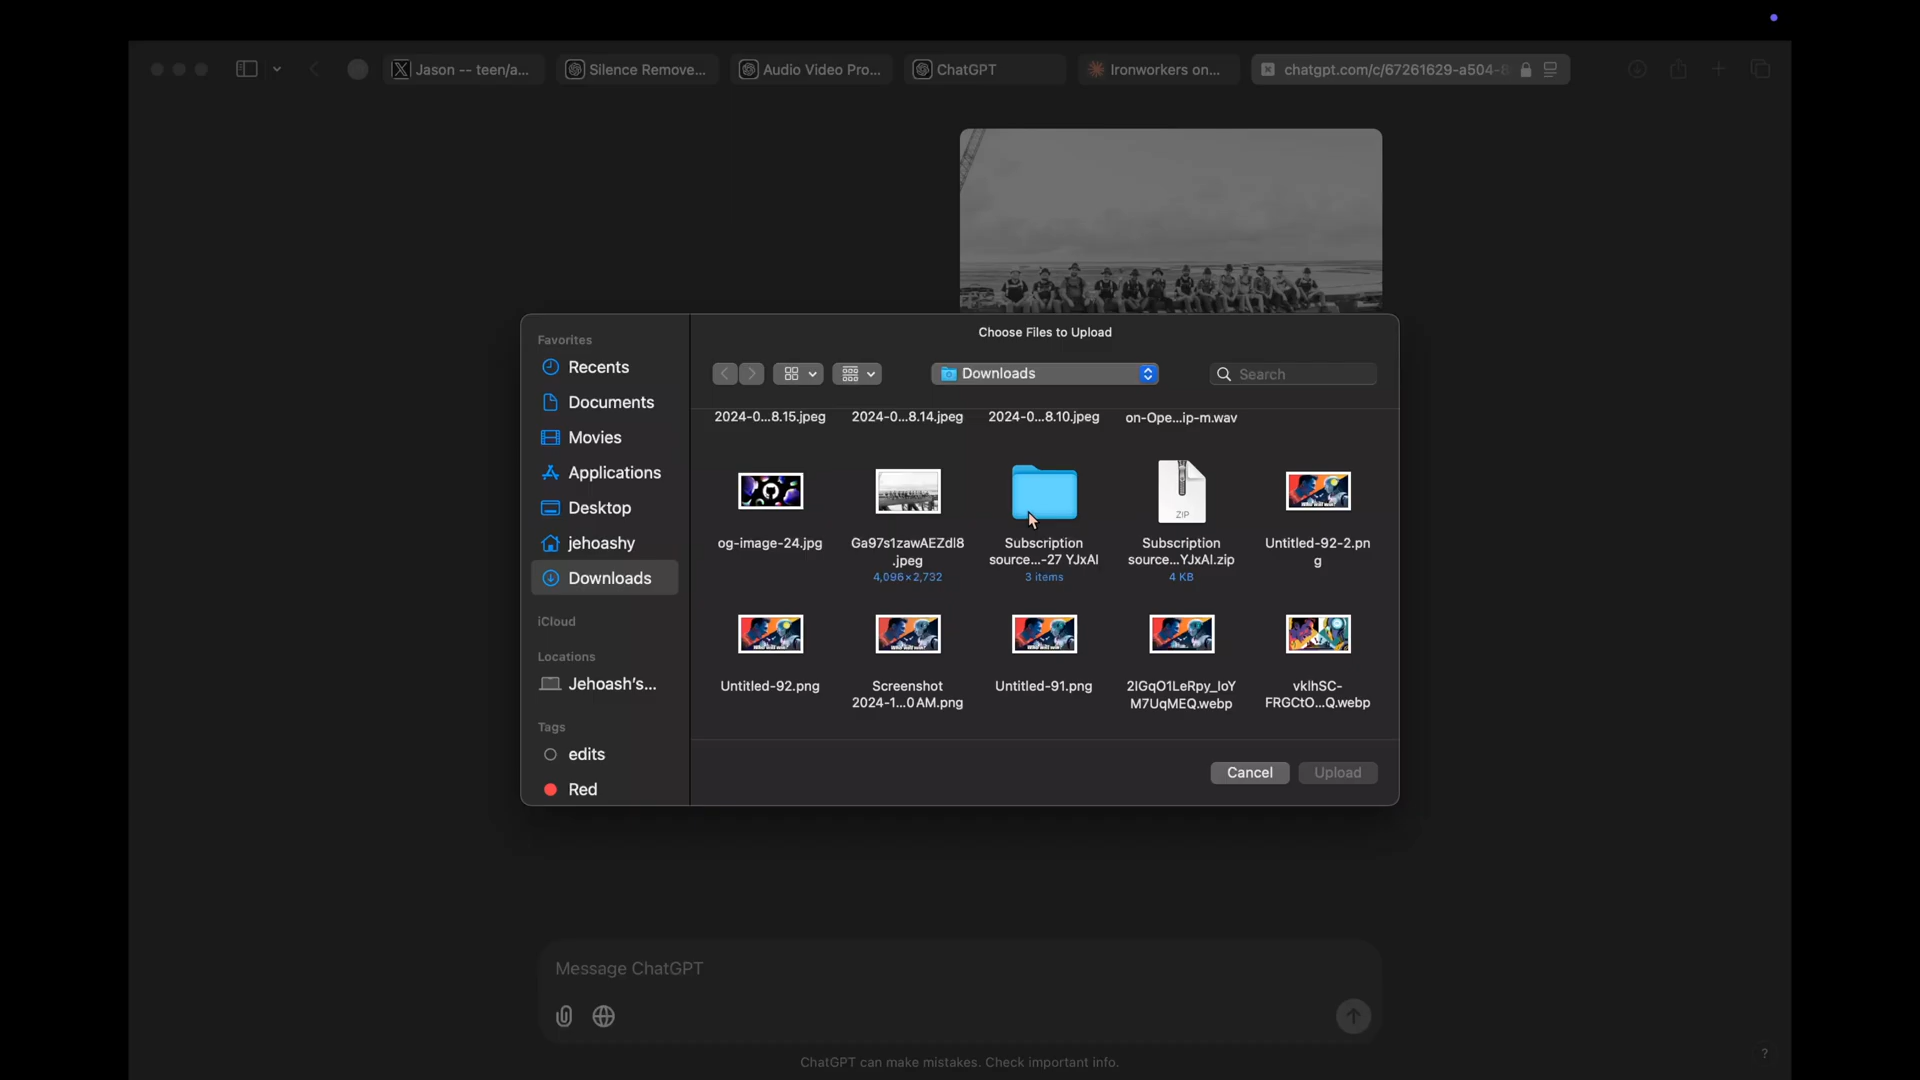 Jason -- teen/a...
Silence Remove...
Audio Video Pro...
ChatGPT
Ironworkers on...
chatgpt.com/c/67261629-a504-8
Choose Files to Upload
Favorites
Recents
Documents
Movies
Applications
Desktop
jehoashy
Downloads
iCloud
Locations
Jehoash's...
Tags
edits
Red
Downloads
Search
2024-0...8.15.jpeg
2024-0...8.14.jpeg
2024-0...8.10.jpeg
on-Ope...ip-m.wav
og-image-24.jpg
Ga97s1zawAEZdl8
.jpeg
4,096×2,732
Subscription
source...-27 YJxAI
3 items
ZIP
Subscription
source...YJxAI.zip
4 KB
Untitled-92-2.pn
g
Untitled-92.png
Screenshot
2024-1...0 AM.png
Untitled-91.png
2IGqO1LeRpy_IoY
M7UqMEQ.webp
vklhSC-
FRGCtO...Q.webp
Cancel
Upload
Message ChatGPT
ChatGPT can make mistakes. Check important info.
?